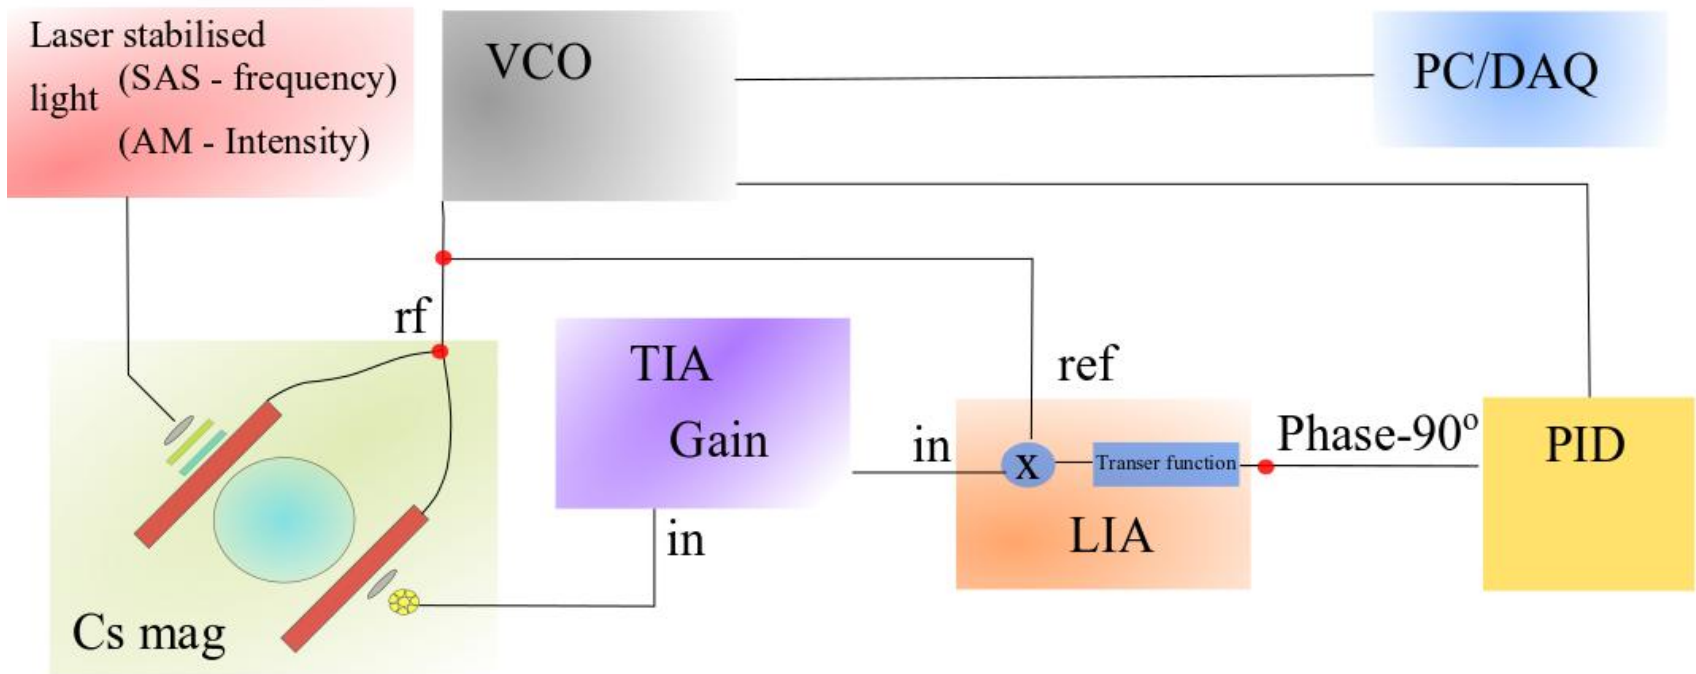 Laser stabilised
light (SAS - frequency)
(AM - Intensity)
VCO
PC/DAQ
rf
TIA
Gain
in
in
ref
X
Transer function
LIA
Phase-90º
PID
Cs mag